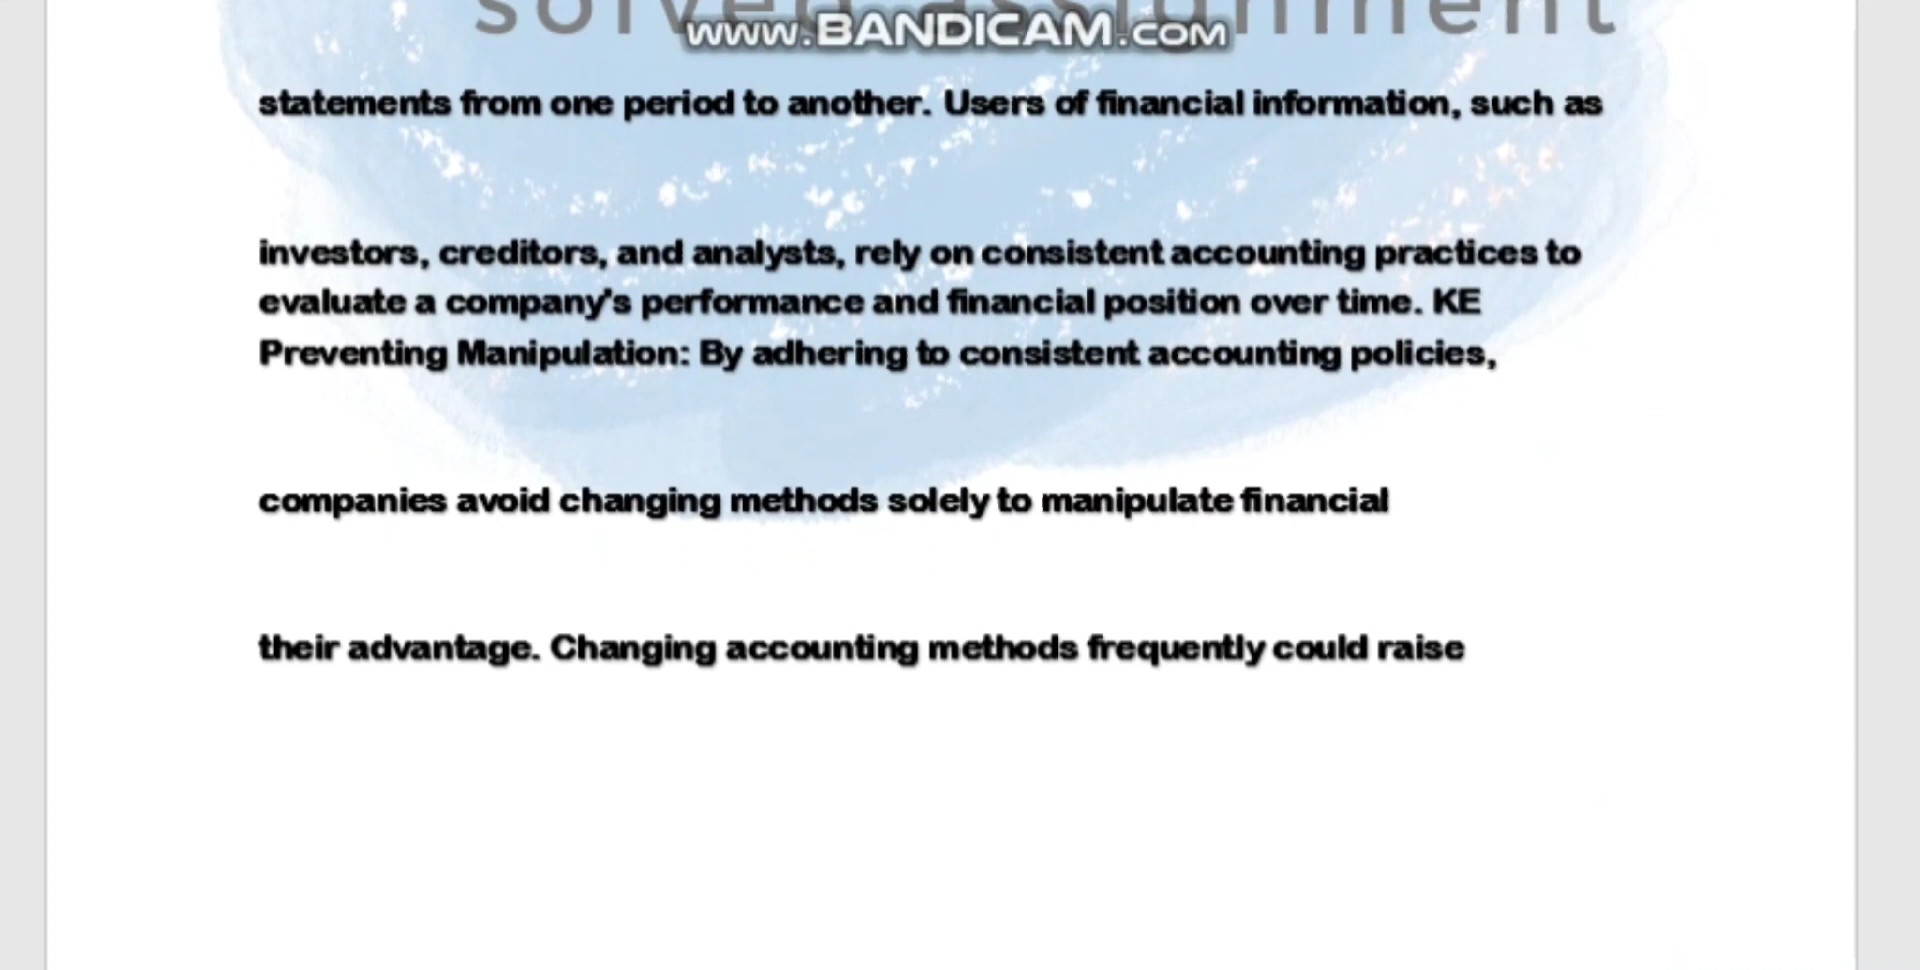 solved assignment
www.BANDICAM.COM
statements from one period to another. Users of financial information, such as
investors, creditors, and analysts, rely on consistent accounting practices to
evaluate a company's performance and financial position over time. KE
Preventing Manipulation: By adhering to consistent accounting policies,
companies avoid changing methods solely to manipulate financial
their advantage. Changing accounting methods frequently could raise